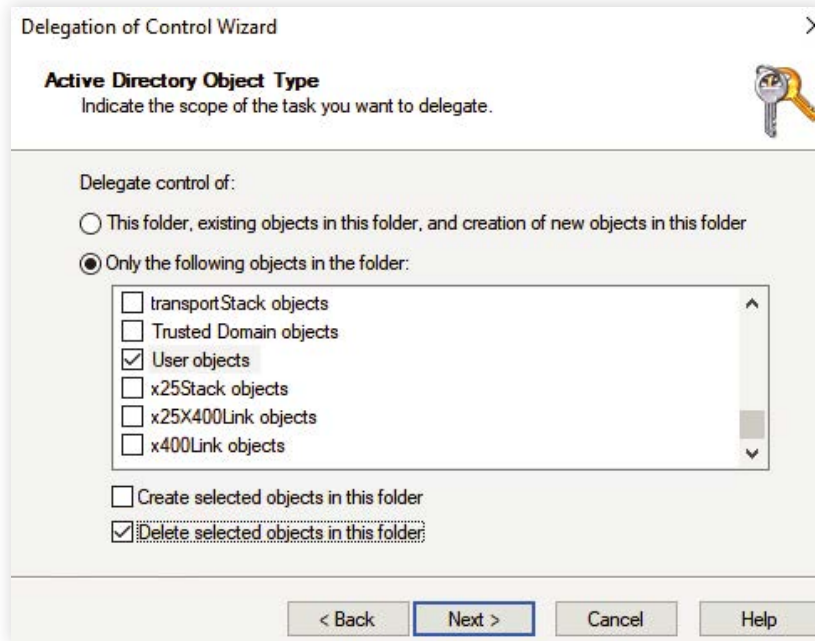 Delegation of Control Wizard
Active Directory Object Type
Indicate the scope of the task you want to delegate.
Delegate control of:
This folder, existing objects in this folder, and creation of new objects in this folder
Only the following objects in the folder:
transportStack objects
Trusted Domain objects
User objects
x25Stack objects
x25X400Link objects
x400Link objects
Create selected objects in this folder
Delete selected objects in this folder
< Back Next > Cancel Help